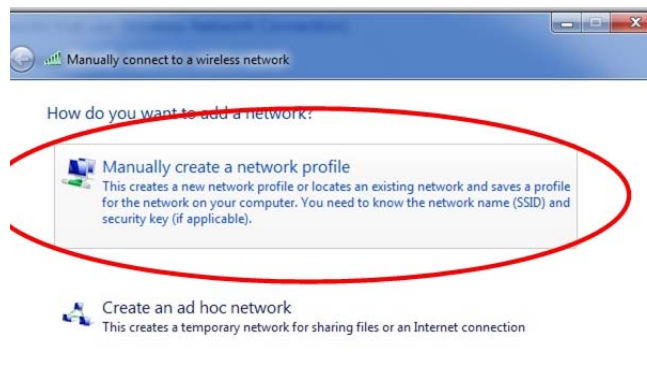 Manually connect to a wireless network
How do you want to add a network?
Manually create a network profile
This creates a new network profile or locates an existing network and saves a profile
for the network on your computer. You need to know the network name (SSID) and
security key (if applicable).
Create an ad hoc network
This creates a temporary network for sharing files or an Internet connection